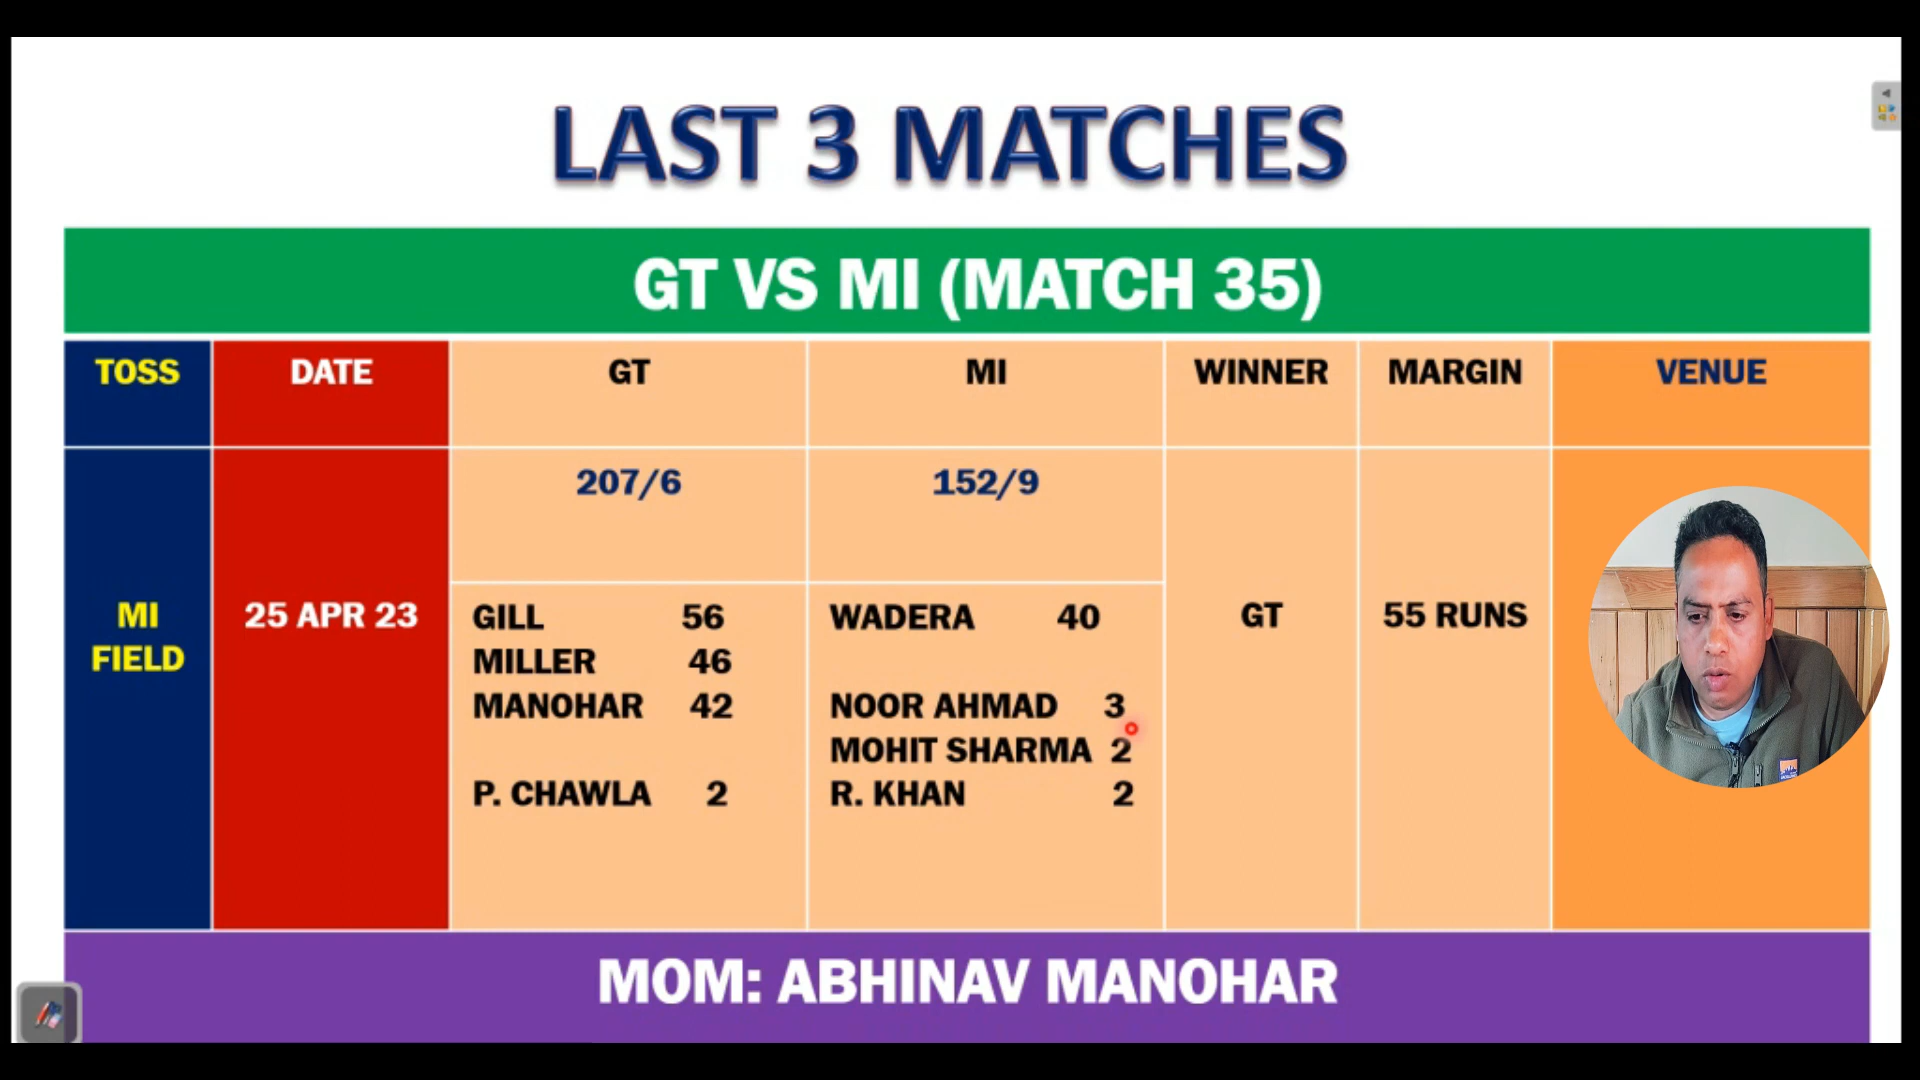 LAST 3 MATCHES
GT VS MI (MATCH 35)
TOSS DATE GT MI WINNER MARGIN VENUE
207/6 152/9
MI FIELD 25 APR 23 GT 55 RUNS
GILL 56
MILLER 46
MANOHAR 42
P. CHAWLA 2
WADERA 40
NOOR AHMAD 3
MOHIT SHARMA 2
R. KHAN 2
MOM: ABHINAV MANOHAR